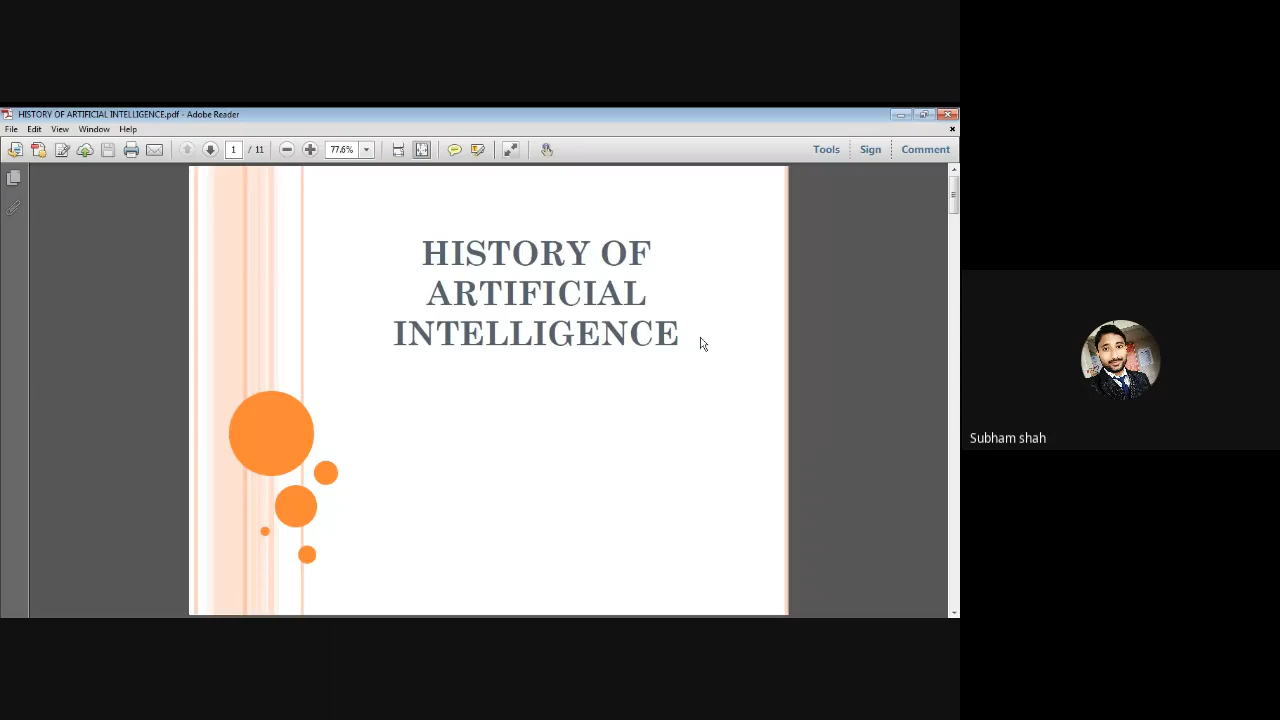 HISTORY OF ARTIFICIAL INTELLIGENCE.pdf - Adobe Reader
File Edit View Window Help
1 / 11 77.6% Tools Sign Comment
HISTORY OF
ARTIFICIAL
INTELLIGENCE
Subham shah